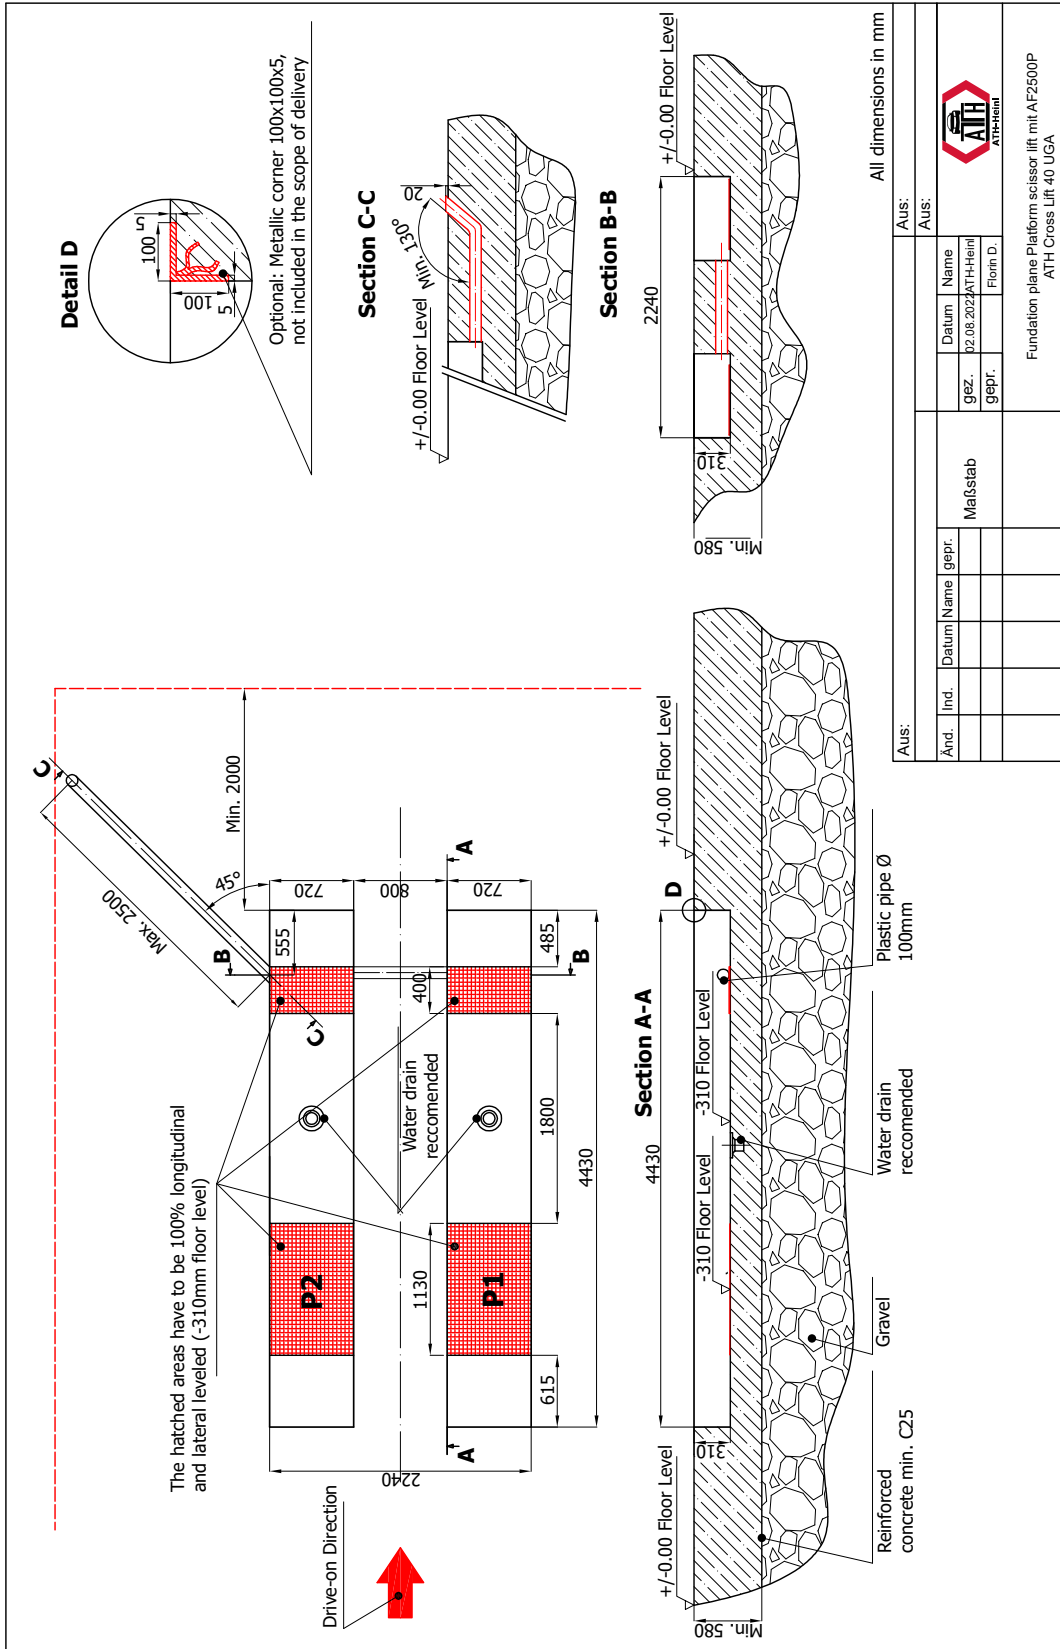 The hatched areas have to be 100% longitudinal
and lateral leveled (-310mm floor level)
Drive-on Direction
P2
P1
Water drain
reccomended
C
C
Max. 2500
45°
Min. 2000
B
B
A
A
720
800
720
555
485
400
1800
4430
1130
615
2240
Detail D
100
5
100
5
Optional: Metallic corner 100x100x5,
not included in the scope of delivery
Section C-C
+/-0.00 Floor Level
Min. 130°
20
Section B-B
+/-0.00 Floor Level
2240
310
Min. 580
Section A-A
4430
+/-0.00 Floor Level
+/-0.00 Floor Level
-310 Floor Level
-310 Floor Level
D
310
Min. 580
Reinforced
concrete min. C25
Gravel
Water drain
reccomended
Plastic pipe Ø
100mm
All dimensions in mm
Aus:
Aus:
Aus:
Änd.
Ind.
Datum
Name
gepr.
Maßstab
Datum
Name
gez.
02.08.2022
ATH-Heinl
gepr.
Florin D.
ATH
ATH-Heinl
Fundation plane Platform scissor lift mit AF2500P
ATH Cross Lift 40 UGA